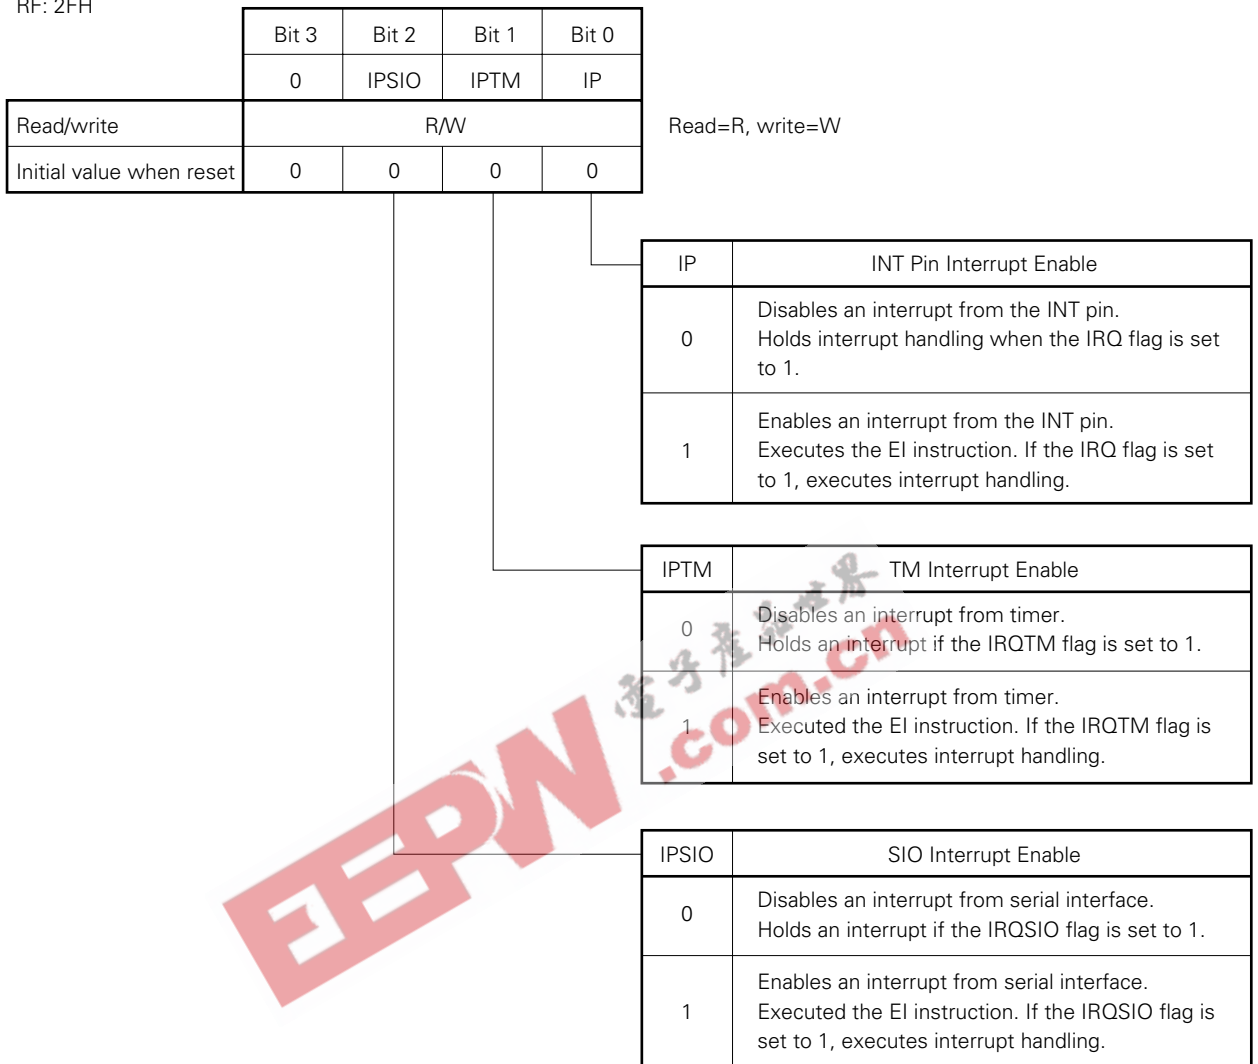 RF: 2FH
Bit 3 Bit 2 Bit 1 Bit 0
0 IPSIO IPTM IP
Read/write R/W Read=R, write=W
Initial value when reset 0 0 0 0
IP INT Pin Interrupt Enable
0 Disables an interrupt from the INT pin.
Holds interrupt handling when the IRQ flag is set
to 1.
1 Enables an interrupt from the INT pin.
Executes the EI instruction. If the IRQ flag is set
to 1, executes interrupt handling.
IPTM TM Interrupt Enable
0 Disables an interrupt from timer.
Holds an interrupt if the IRQTM flag is set to 1.
1 Enables an interrupt from timer.
Executed the EI instruction. If the IRQTM flag is
set to 1, executes interrupt handling.
IPSIO SIO Interrupt Enable
0 Disables an interrupt from serial interface.
Holds an interrupt if the IRQSIO flag is set to 1.
1 Enables an interrupt from serial interface.
Executed the EI instruction. If the IRQSIO flag is
set to 1, executes interrupt handling.
EEPW.com.cn
电子产品世界